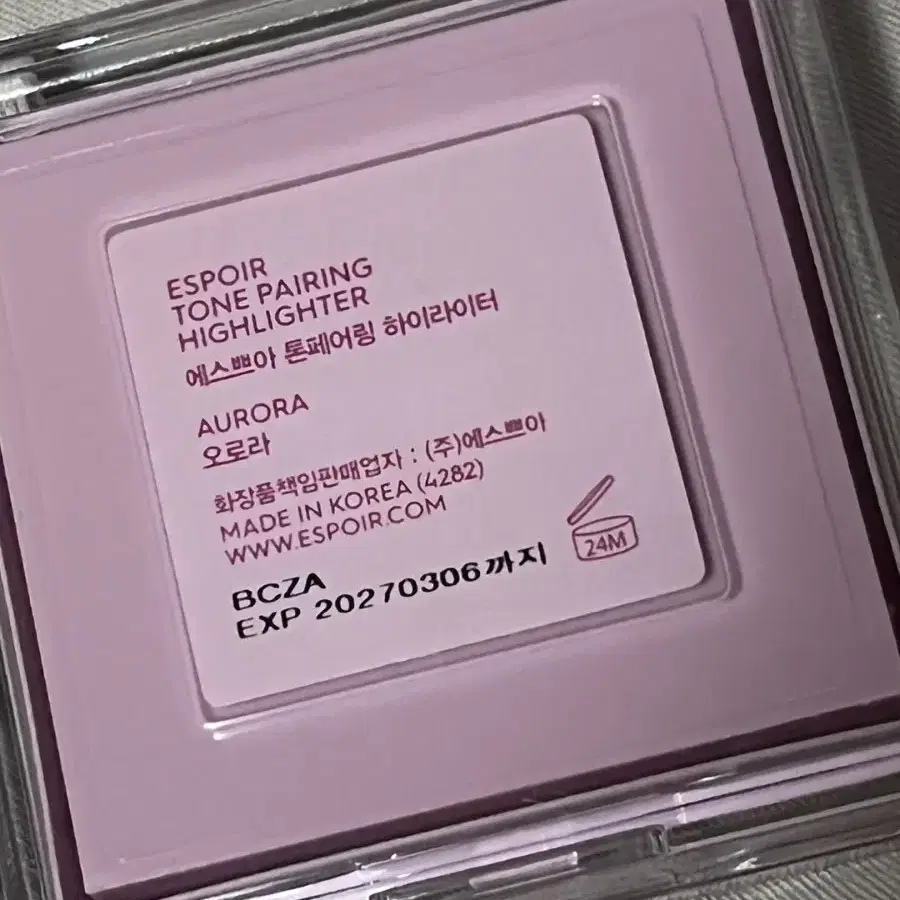 ESPOIR
TONE PAIRING
HIGHLIGHTER
에스쁘아 톤페어링 하이라이터
AURORA
오로라
화장품책임판매업자 : (주)에스쁘아
MADE IN KOREA (4282)
WWW.ESPOIR.COM
24M
BCZA
EXP 20270306까지